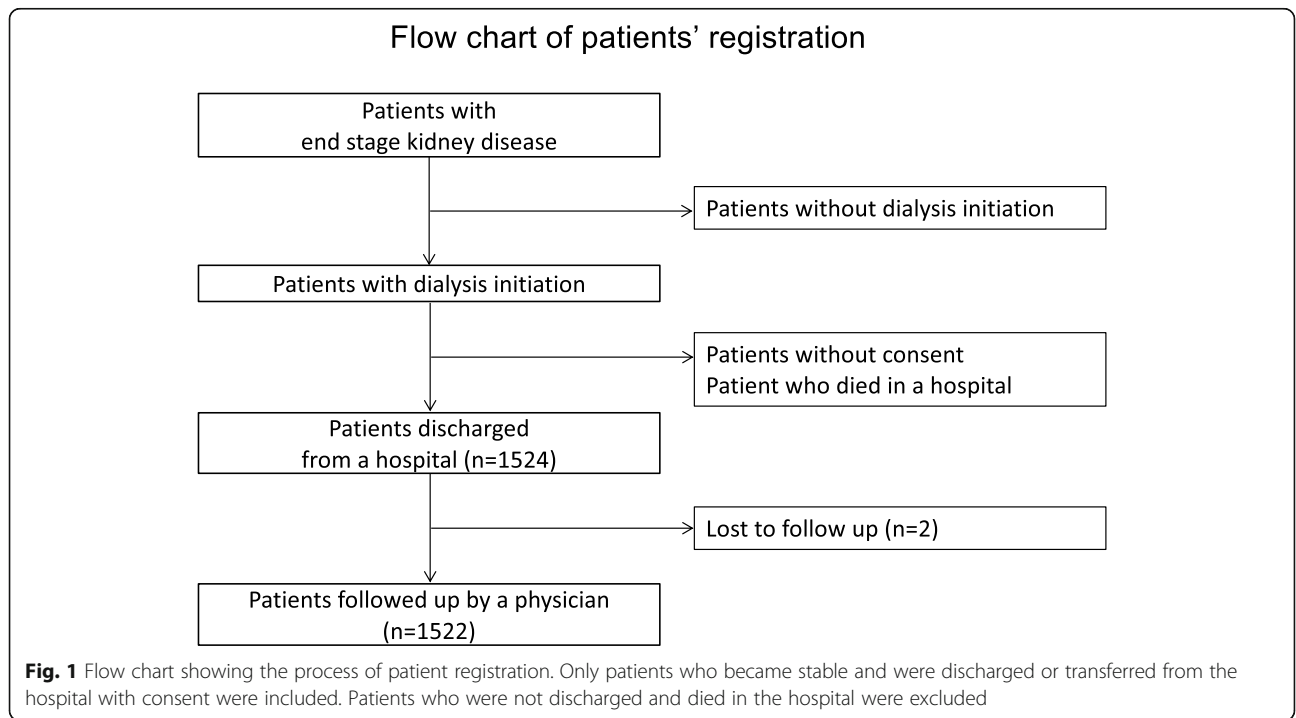 Flow chart of patients’ registration
Patients with
end stage kidney disease
Patients without dialysis initiation
Patients with dialysis initiation
Patients without consent
Patient who died in a hospital
Patients discharged
from a hospital (n=1524)
Lost to follow up (n=2)
Patients followed up by a physician
(n=1522)
Fig. 1 Flow chart showing the process of patient registration. Only patients who became stable and were discharged or transferred from the
hospital with consent were included. Patients who were not discharged and died in the hospital were excluded